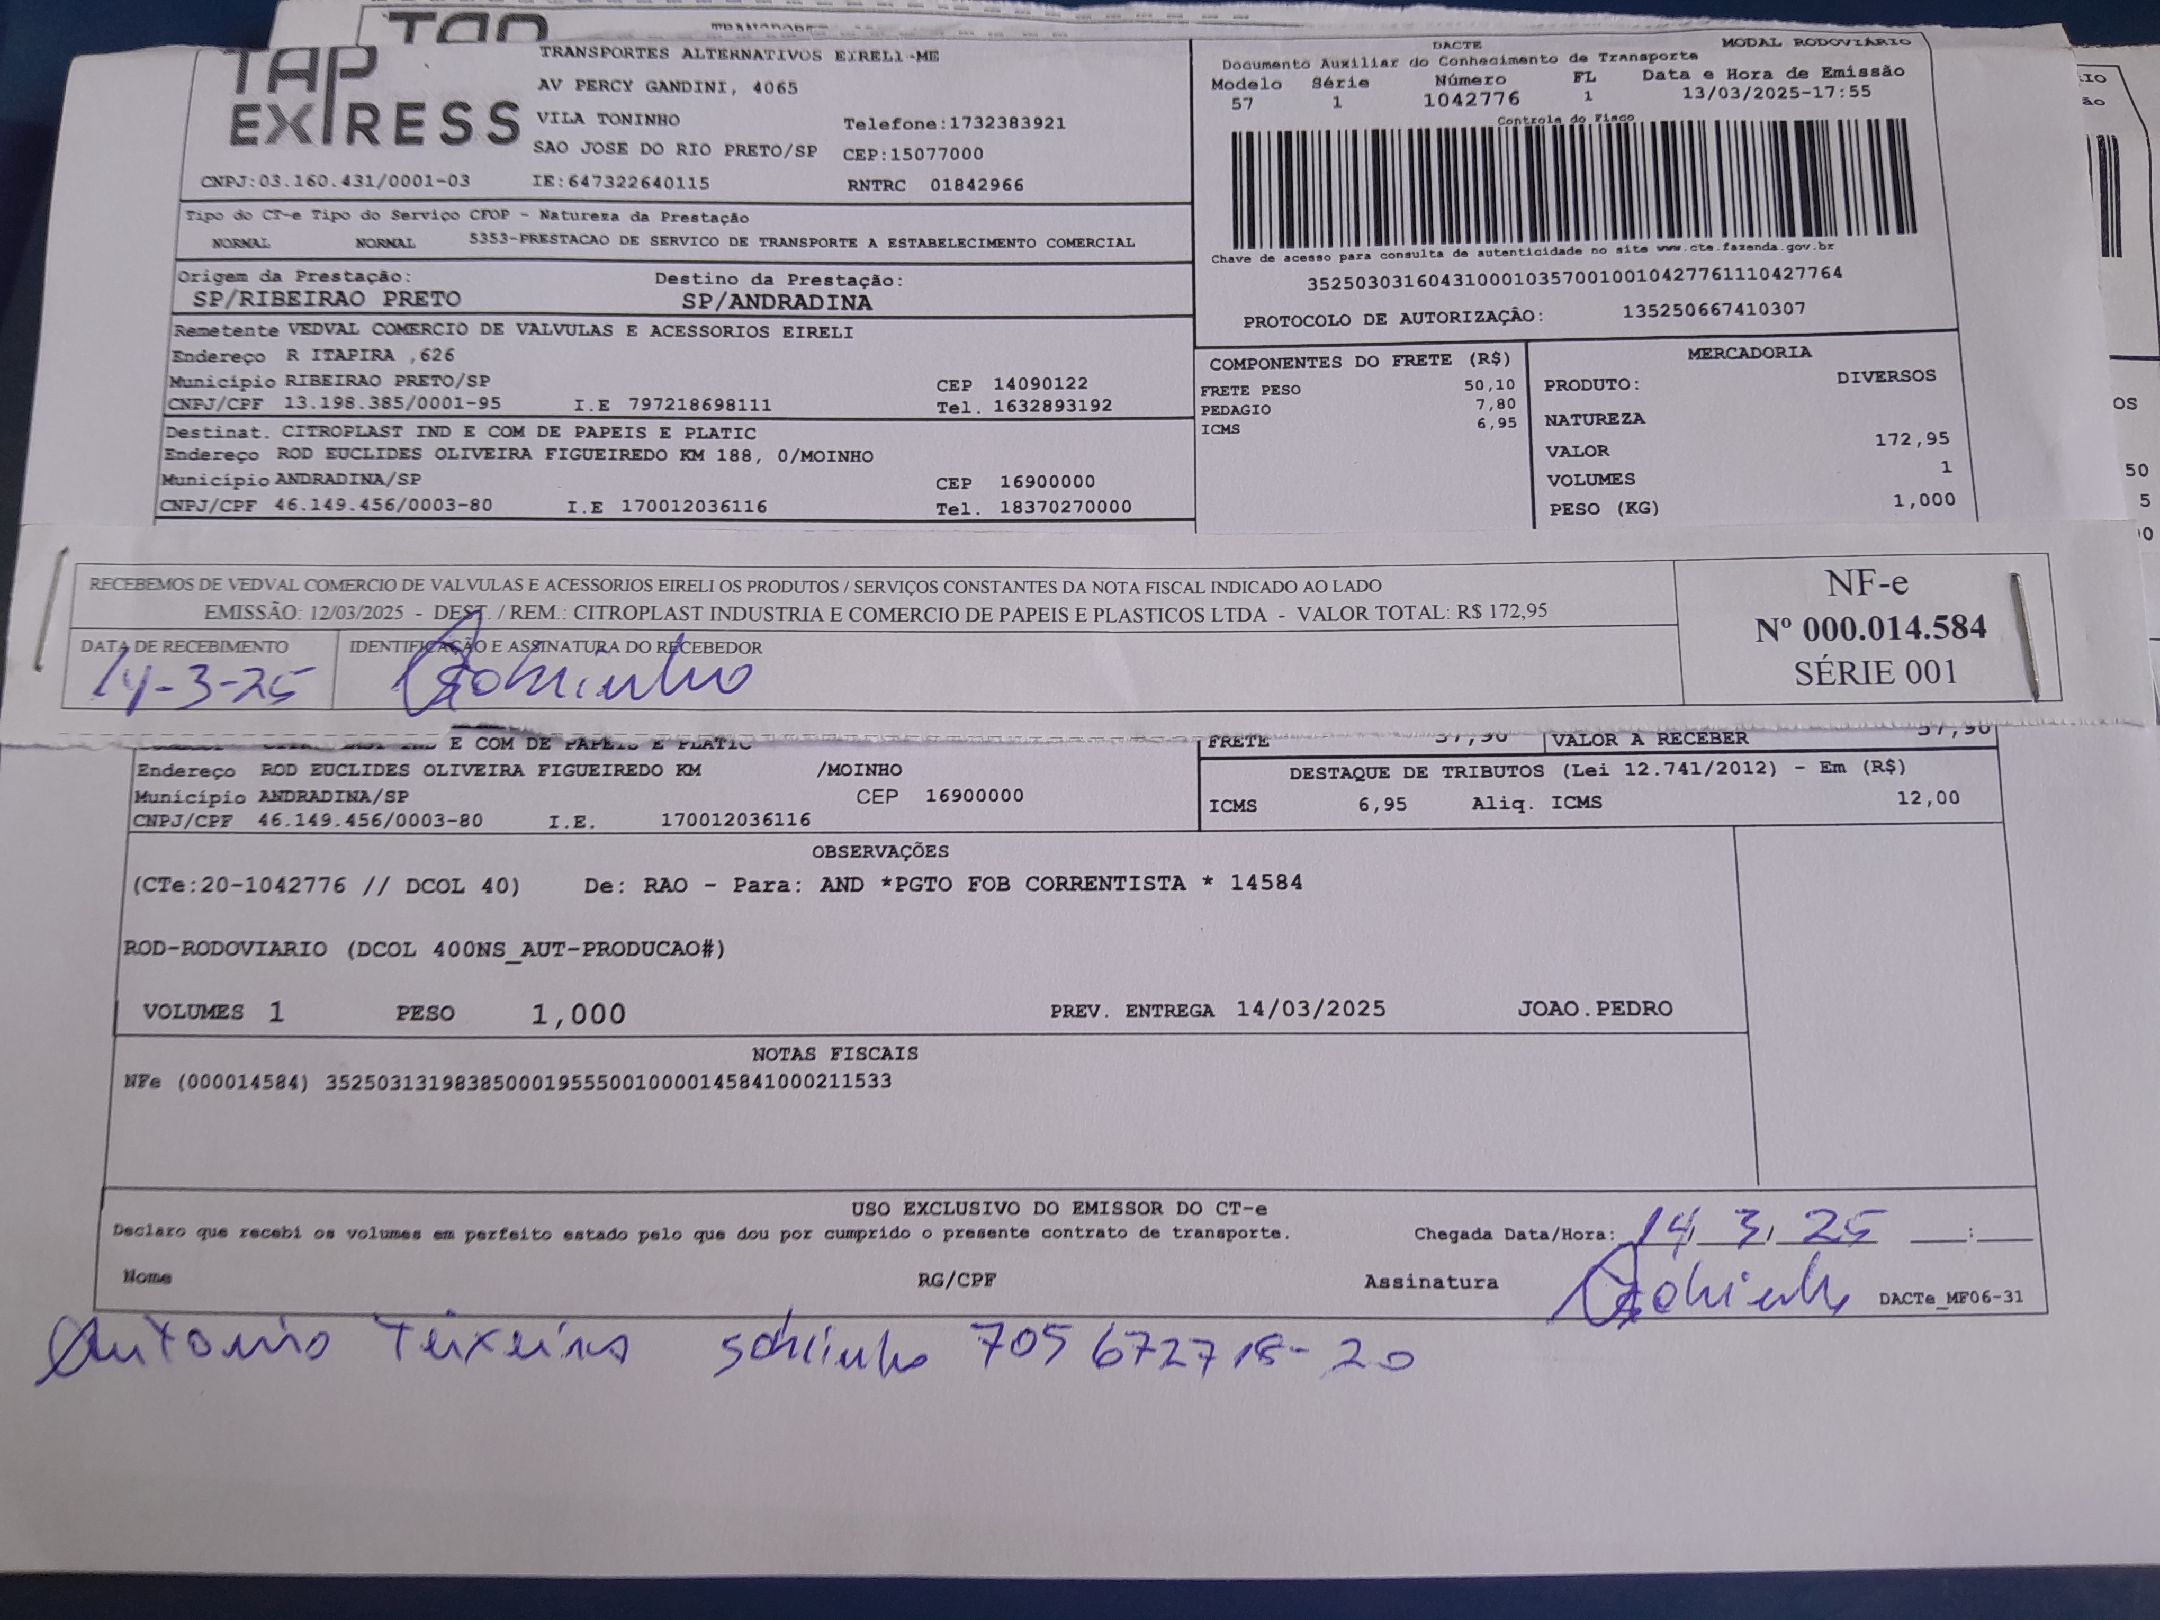 TAP
EXPRESS
TRANSPORTES ALTERNATIVOS EIRELI-ME
AV PERCY GANDINI, 4065
VILA TONINHO Telefone:1732383921
SAO JOSE DO RIO PRETO/SP CEP:15077000
CNPJ:03.160.431/0001-03 IE:647322640115 RNTRC 01842966
Tipo do CT-e Tipo do Serviço CFOP - Natureza da Prestação
NORMAL NORMAL 5353-PRESTACAO DE SERVICO DE TRANSPORTE A ESTABELECIMENTO COMERCIAL
Origem da Prestação: Destino da Prestação:
SP/RIBEIRAO PRETO SP/ANDRADINA
Remetente VEDVAL COMERCIO DE VALVULAS E ACESSORIOS EIRELI
Endereço R ITAPIRA ,626
Município RIBEIRAO PRETO/SP CEP 14090122
CNPJ/CPF 13.198.385/0001-95 I.E 797218698111 Tel. 1632893192
Destinat. CITROPLAST IND E COM DE PAPEIS E PLATIC
Endereço ROD EUCLIDES OLIVEIRA FIGUEIREDO KM 188, 0/MOINHO
Município ANDRADINA/SP CEP 16900000
CNPJ/CPF 46.149.456/0003-80 I.E 170012036116 Tel. 18370270000
DACTE MODAL RODOVIÁRIO
Documento Auxiliar do Conhecimento de Transporte
Modelo Série Número FL Data e Hora de Emissão
57 1 1042776 1 13/03/2025-17:55
Controle do Fisco
Chave de acesso para consulta de autenticidade no site www.cte.fazenda.gov.br
35250303160431000103570010010427761110427764
PROTOCOLO DE AUTORIZAÇÃO: 135250667410307
COMPONENTES DO FRETE (R$)
FRETE PESO 50,10
PEDAGIO 7,80
ICMS 6,95
MERCADORIA
PRODUTO: DIVERSOS
NATUREZA
VALOR 172,95
VOLUMES 1
PESO (KG) 1,000
RECEBEMOS DE VEDVAL COMERCIO DE VALVULAS E ACESSORIOS EIRELI OS PRODUTOS / SERVIÇOS CONSTANTES DA NOTA FISCAL INDICADO AO LADO
EMISSÃO: 12/03/2025 - DEST. / REM.: CITROPLAST INDUSTRIA E COMERCIO DE PAPEIS E PLASTICOS LTDA - VALOR TOTAL: R$ 172,95
DATA DE RECEBIMENTO IDENTIFICAÇÃO E ASSINATURA DO RECEBEDOR
14-3-25 Sobrinho
NF-e
Nº 000.014.584
SÉRIE 001
E COM DE PAPEIS E PLATIC
Endereço ROD EUCLIDES OLIVEIRA FIGUEIREDO KM /MOINHO
Município ANDRADINA/SP CEP 16900000
CNPJ/CPF 46.149.456/0003-80 I.E. 170012036116
FRETE 57,90 VALOR A RECEBER 57,90
DESTAQUE DE TRIBUTOS (Lei 12.741/2012) - Em (R$)
ICMS 6,95 Aliq. ICMS 12,00
OBSERVAÇÕES
(CTe:20-1042776 // DCOL 40) De: RAO - Para: AND *PGTO FOB CORRENTISTA * 14584
ROD-RODOVIARIO (DCOL 400NS_AUT-PRODUCAO#)
VOLUMES 1 PESO 1,000 PREV. ENTREGA 14/03/2025 JOAO.PEDRO
NOTAS FISCAIS
NFe (000014584) 35250313198385000195550010000145841000211533
USO EXCLUSIVO DO EMISSOR DO CT-e
Declaro que recebi os volumes em perfeito estado pelo que dou por cumprido o presente contrato de transporte.
Chegada Data/Hora: 14/ 3/ 25 ___:___
Nome RG/CPF Assinatura Sobrinho DACTe_MF06-31
Antonio Teixeira Sobrinho 705 672718-20